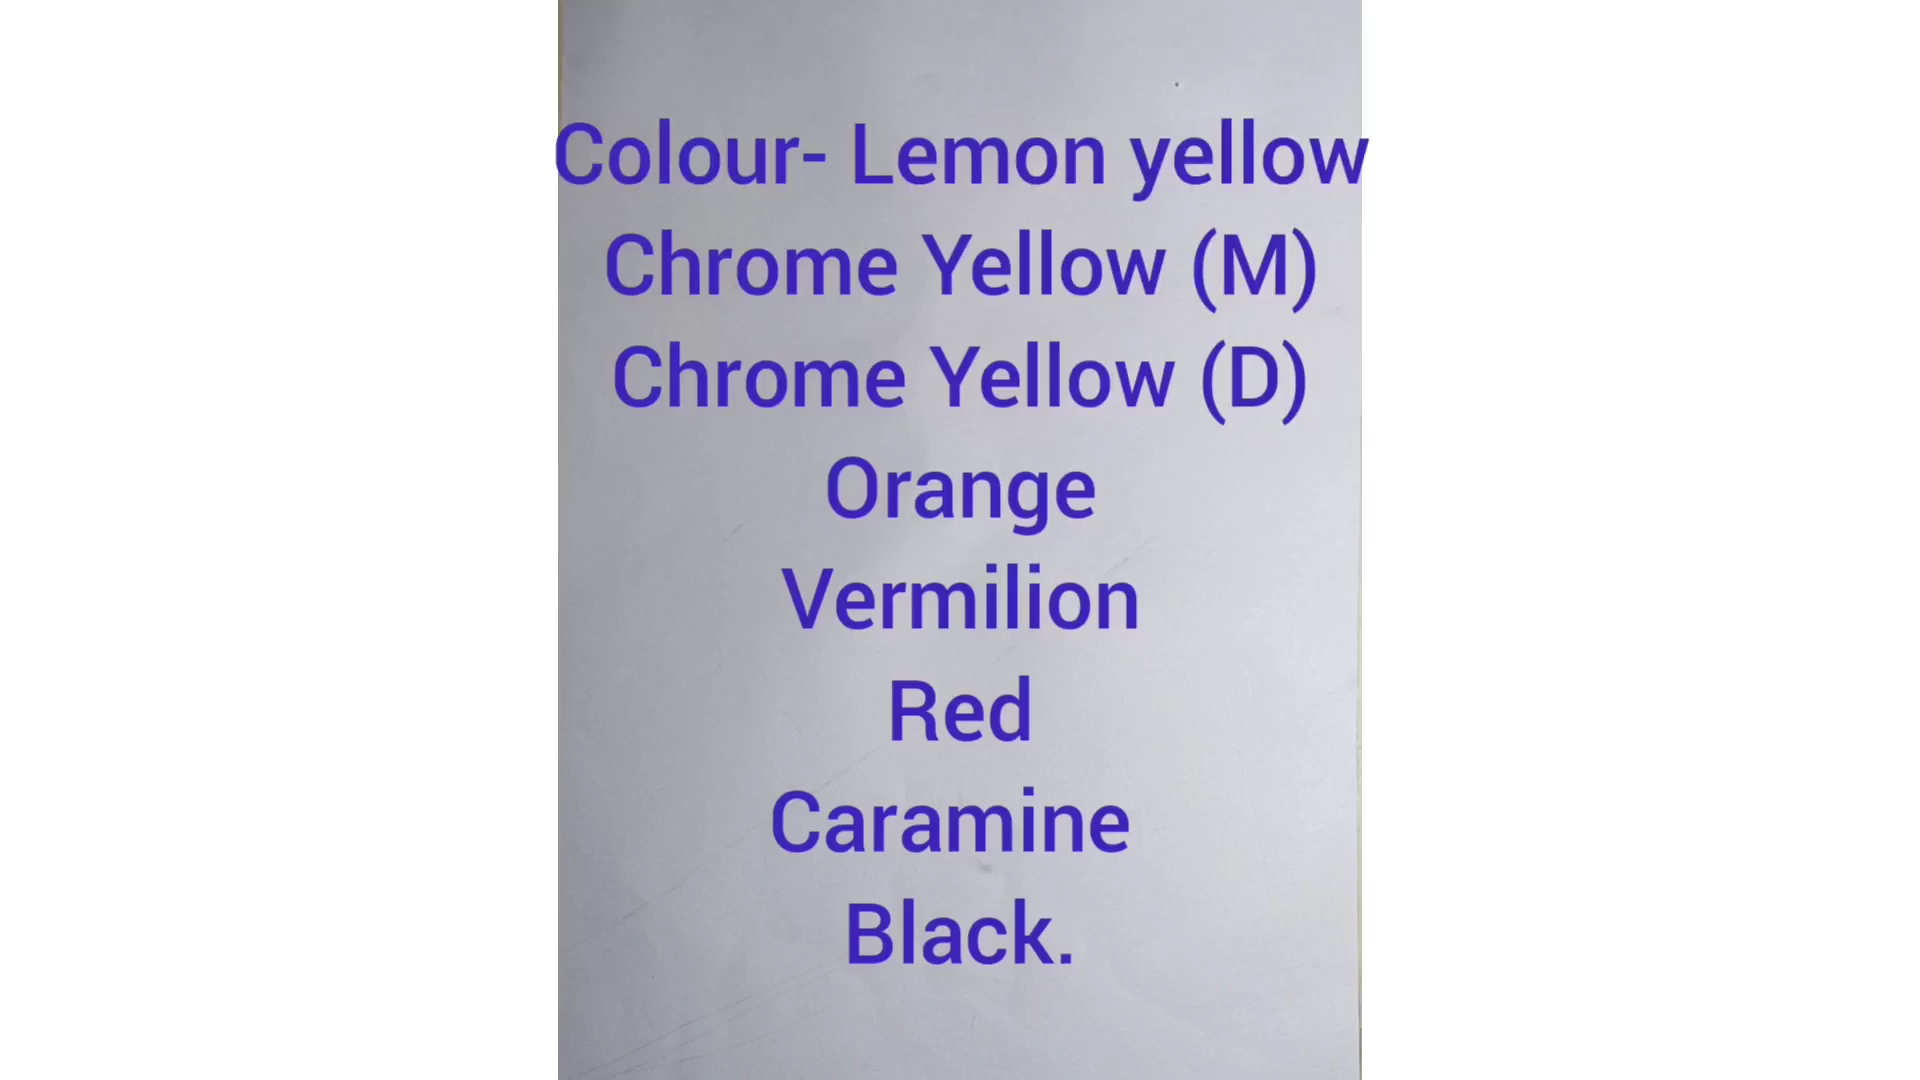 Colour- Lemon yellow
Chrome Yellow (M)
Chrome Yellow (D)
Orange
Vermilion
Red
Caramine
Black.